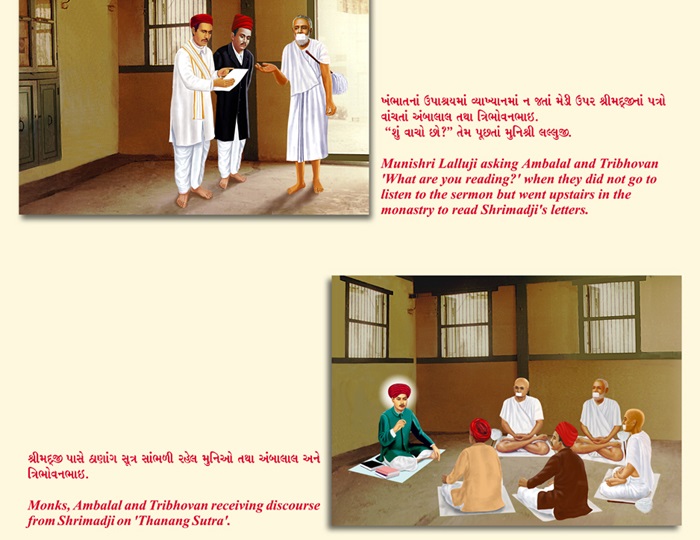 ખંભાતનાં ઉપાશ્રયમાં વ્યાખ્યાનમાં ન જતાં મેડી ઉપર શ્રીમદ્જીનાં પત્રો
વાંચતાં અંબાલાલ તથા ત્રિભોવનભાઇ.
“શું વાચો છો?” તેમ પૂછતાં મુનિશ્રી લલ્લુજી.
Munishri Lalluji asking Ambalal and Tribhovan
'What are you reading?' when they did not go to
listen to the sermon but went upstairs in the
monastry to read Shrimadji's letters.
શ્રીમદ્જી પાસે ઠાણાંગ સૂત્ર સાંભળી રહેલ મુનિઓ તથા અંબાલાલ અને
ત્રિભોવનભાઇ.
Monks, Ambalal and Tribhovan receiving discourse
from Shrimadji on 'Thanang Sutra'.